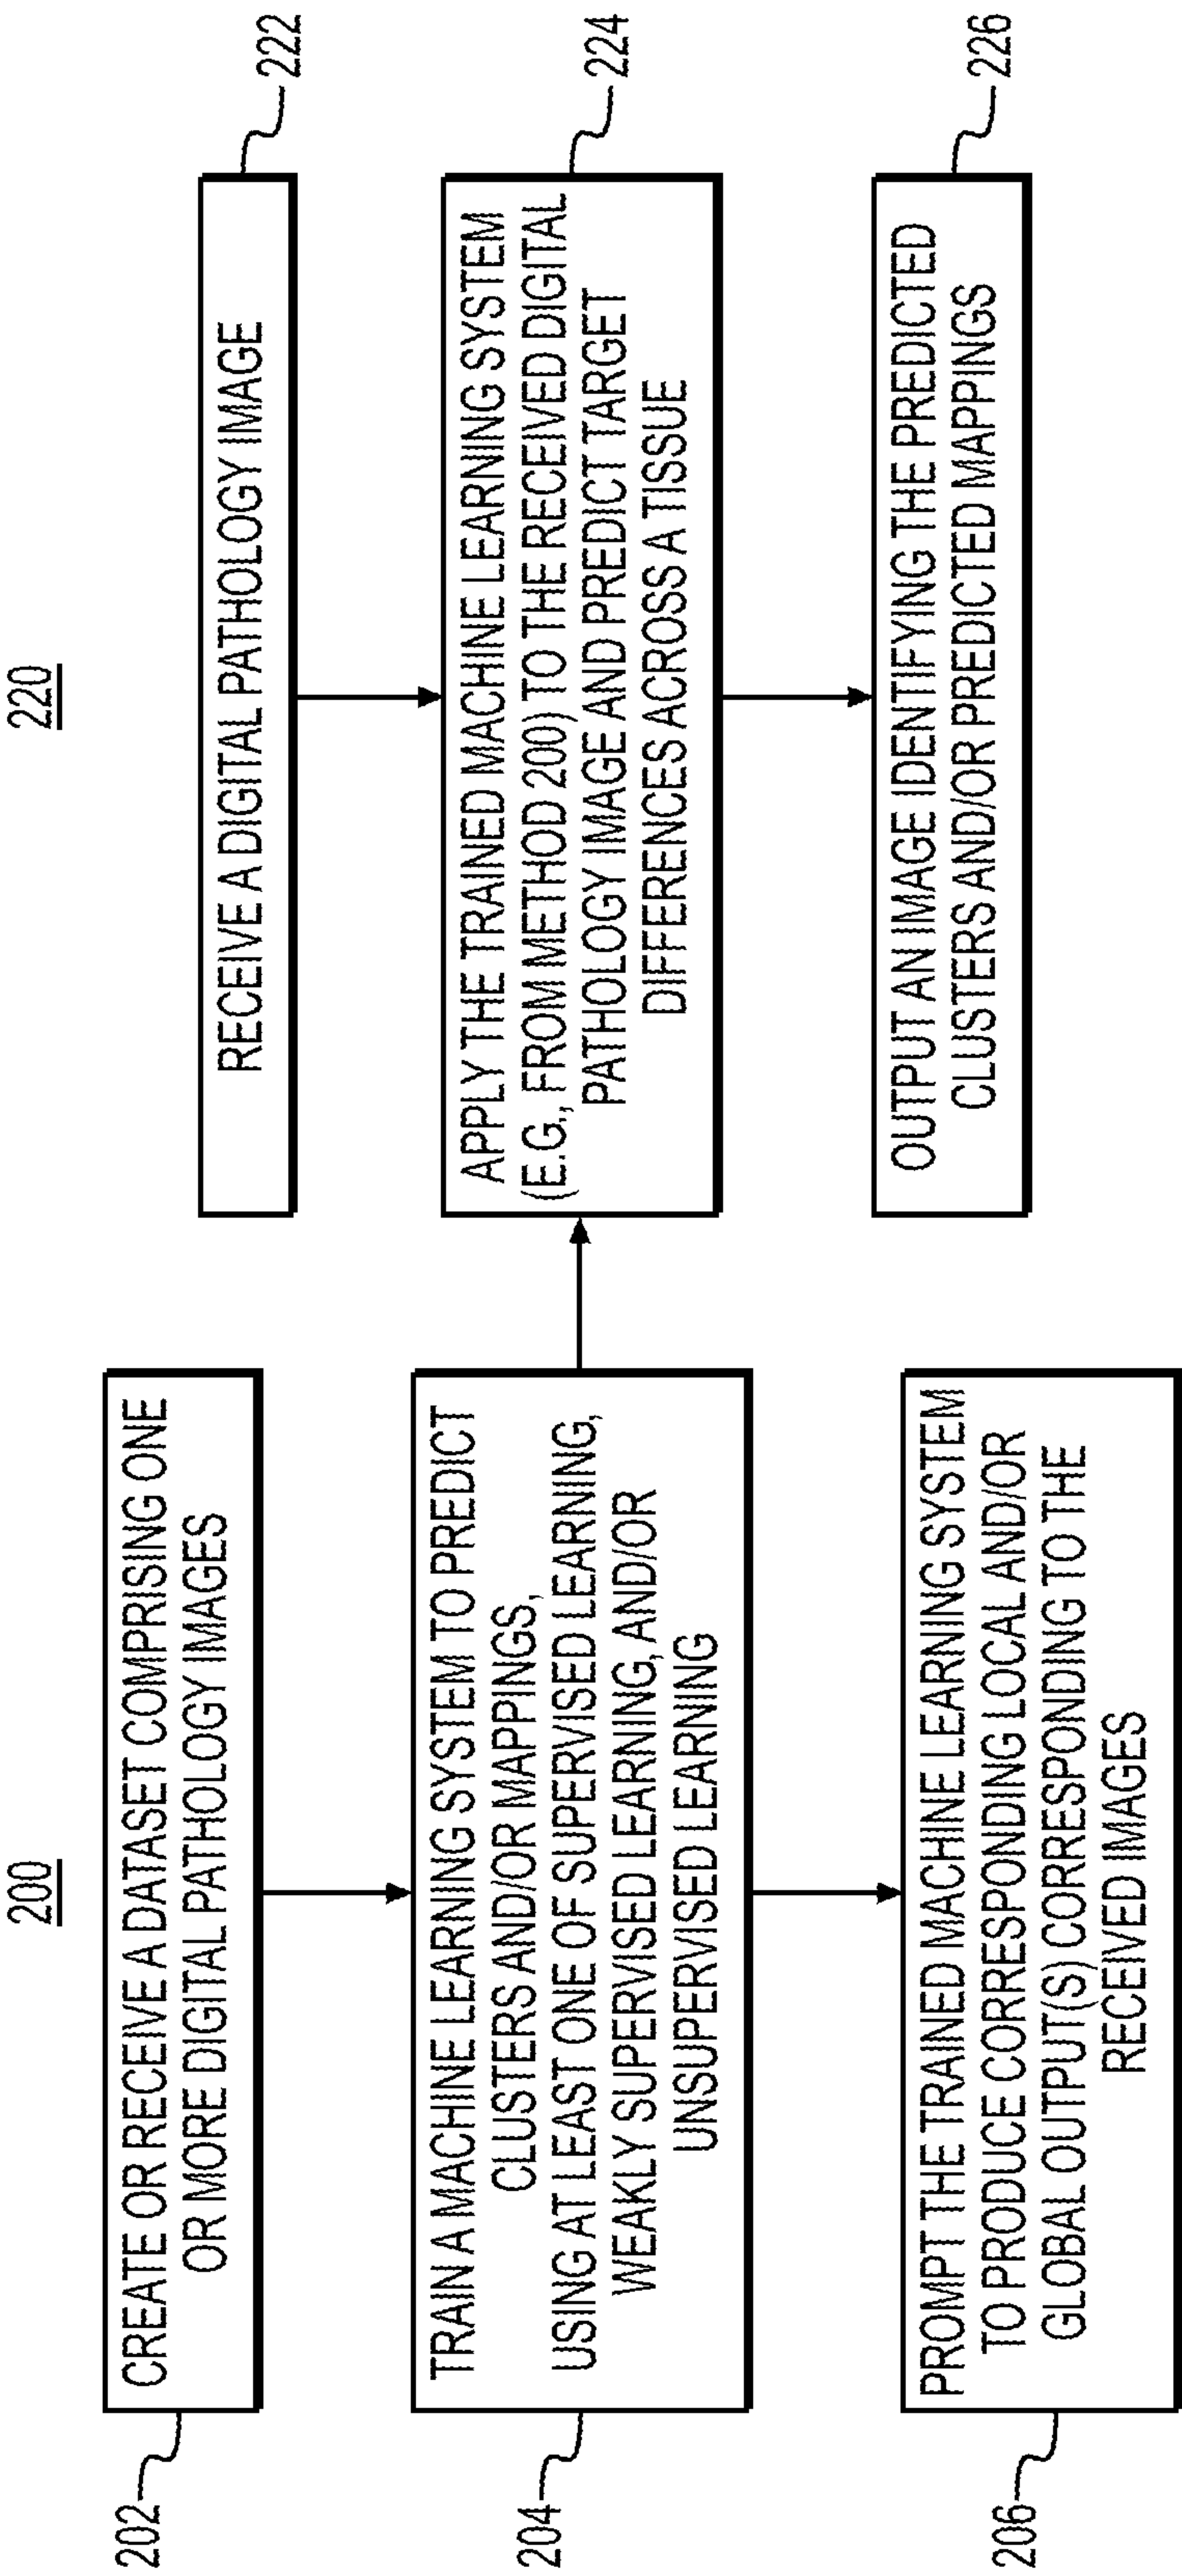 200
202
CREATE OR RECEIVE A DATASET COMPRISING ONE
OR MORE DIGITAL PATHOLOGY IMAGES
204
TRAIN A MACHINE LEARNING SYSTEM TO PREDICT
CLUSTERS AND/OR MAPPINGS,
USING AT LEAST ONE OF SUPERVISED LEARNING,
WEAKLY SUPERVISED LEARNING, AND/OR
UNSUPERVISED LEARNING
206
PROMPT THE TRAINED MACHINE LEARNING SYSTEM
TO PRODUCE CORRESPONDING LOCAL AND/OR
GLOBAL OUTPUT(S) CORRESPONDING TO THE
RECEIVED IMAGES
220
RECEIVE A DIGITAL PATHOLOGY IMAGE
222
APPLY THE TRAINED MACHINE LEARNING SYSTEM
(E.G., FROM METHOD 200) TO THE RECEIVED DIGITAL
PATHOLOGY IMAGE AND PREDICT TARGET
DIFFERENCES ACROSS A TISSUE
224
OUTPUT AN IMAGE IDENTIFYING THE PREDICTED
CLUSTERS AND/OR PREDICTED MAPPINGS
226